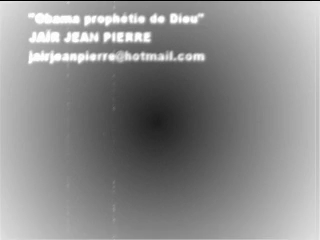 "Obama prophétie de Dieu"
JAÏR JEAN PIERRE
jairjeanpierre@hotmail.com